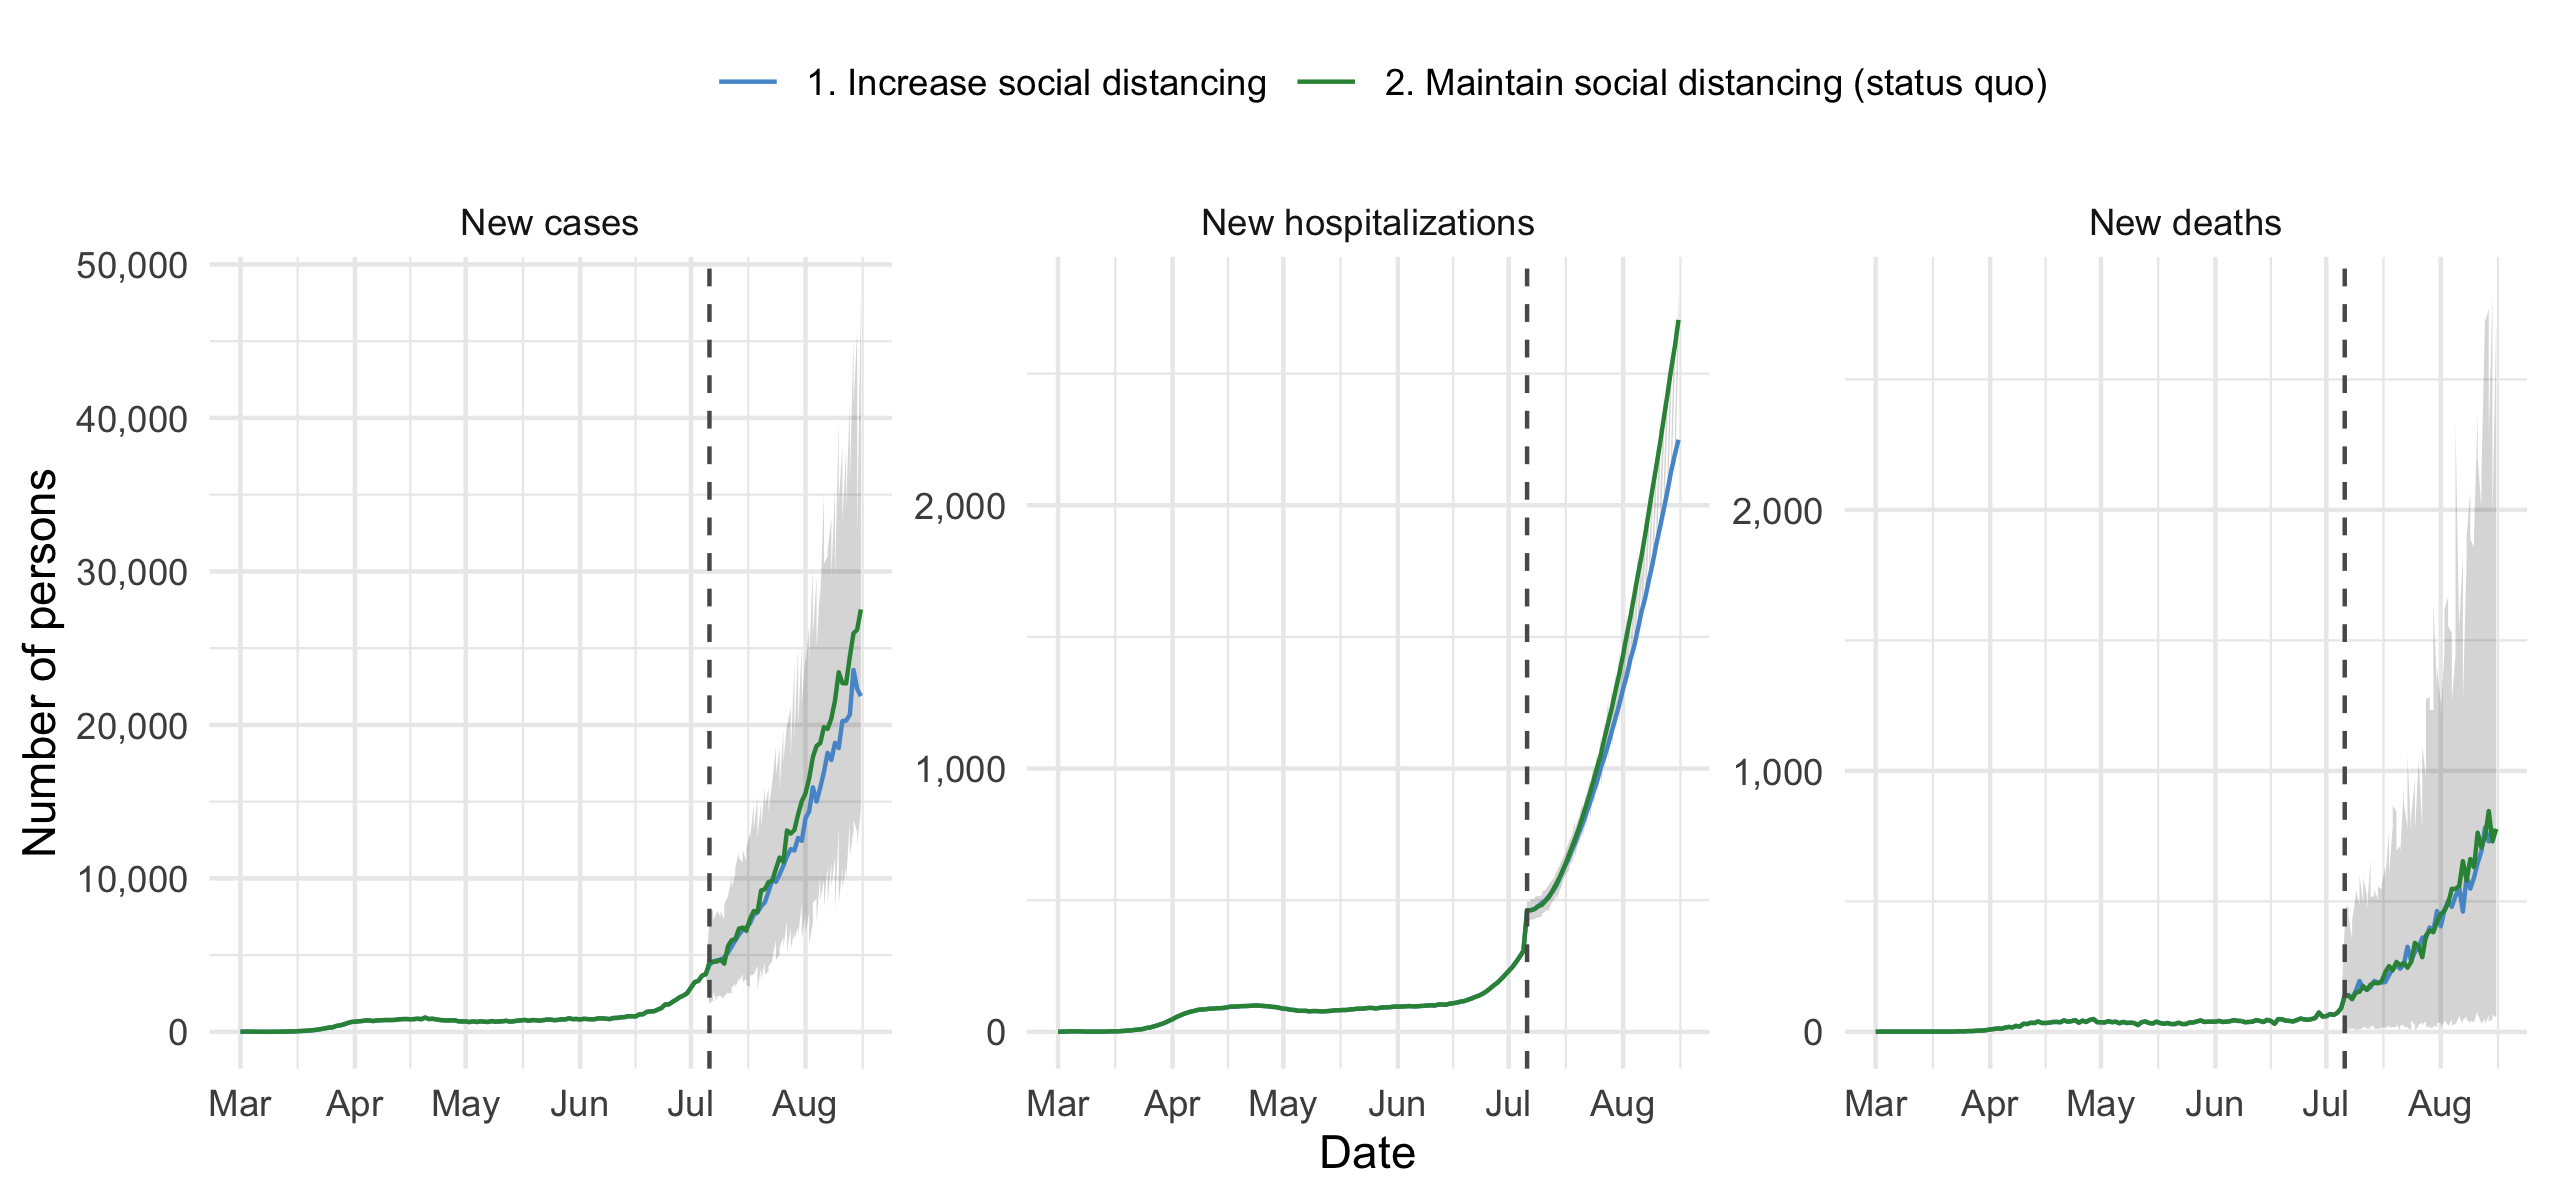 1. Increase social distancing 2. Maintain social distancing (status quo)
New cases New hospitalizations New deaths
Number of persons
50,000
40,000
30,000
20,000
10,000
0
2,000
1,000
0
2,000
1,000
0
Mar Apr May Jun Jul Aug Mar Apr May Jun Jul Aug Mar Apr May Jun Jul Aug
Date